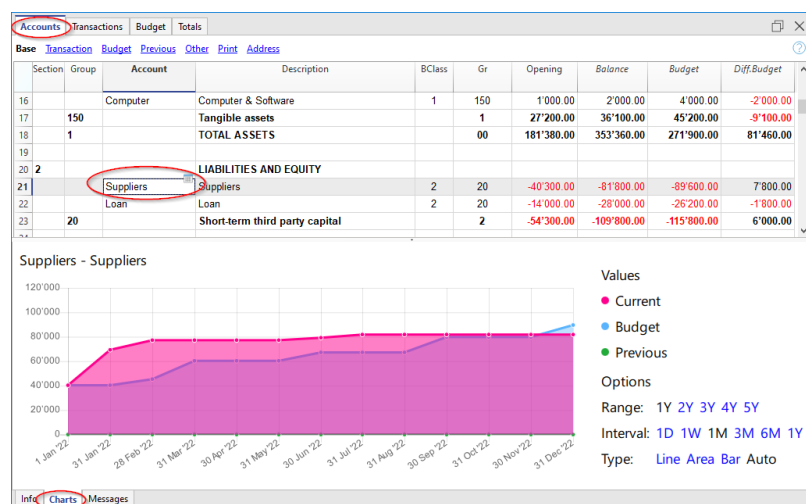 Accounts Transactions Budget Totals
Base Transaction Budget Previous Other Print Address
Section Group Account Description BClass Gr Opening Balance Budget Diff.Budget
16 Computer Computer & Software 1 150 1'000.00 2'000.00 4'000.00 -2'000.00
17 150 Tangible assets 1 27'200.00 36'100.00 45'200.00 -9'100.00
18 1 TOTAL ASSETS 00 181'380.00 353'360.00 271'900.00 81'460.00
19
20 2 LIABILITIES AND EQUITY
21 Suppliers Suppliers 2 20 -40'300.00 -81'800.00 -89'600.00 7'800.00
22 Loan Loan 2 20 -14'000.00 -28'000.00 -26'200.00 -1'800.00
23 20 Short-term third party capital 2 -54'300.00 -109'800.00 -115'800.00 6'000.00
Suppliers - Suppliers
120'000
100'000
80'000
60'000
40'000
20'000
0
1 Jan '22 31 Jan '22 28 Feb '22 31 Mar '22 30 Apr '22 31 May '22 30 Jun '22 31 Jul '22 31 Aug '22 30 Sep '22 31 Oct '22 30 Nov '22 31 Dec '22
Values
Current
Budget
Previous
Options
Range: 1Y 2Y 3Y 4Y 5Y
Interval: 1D 1W 1M 3M 6M 1Y
Type: Line Area Bar Auto
Info Charts Messages